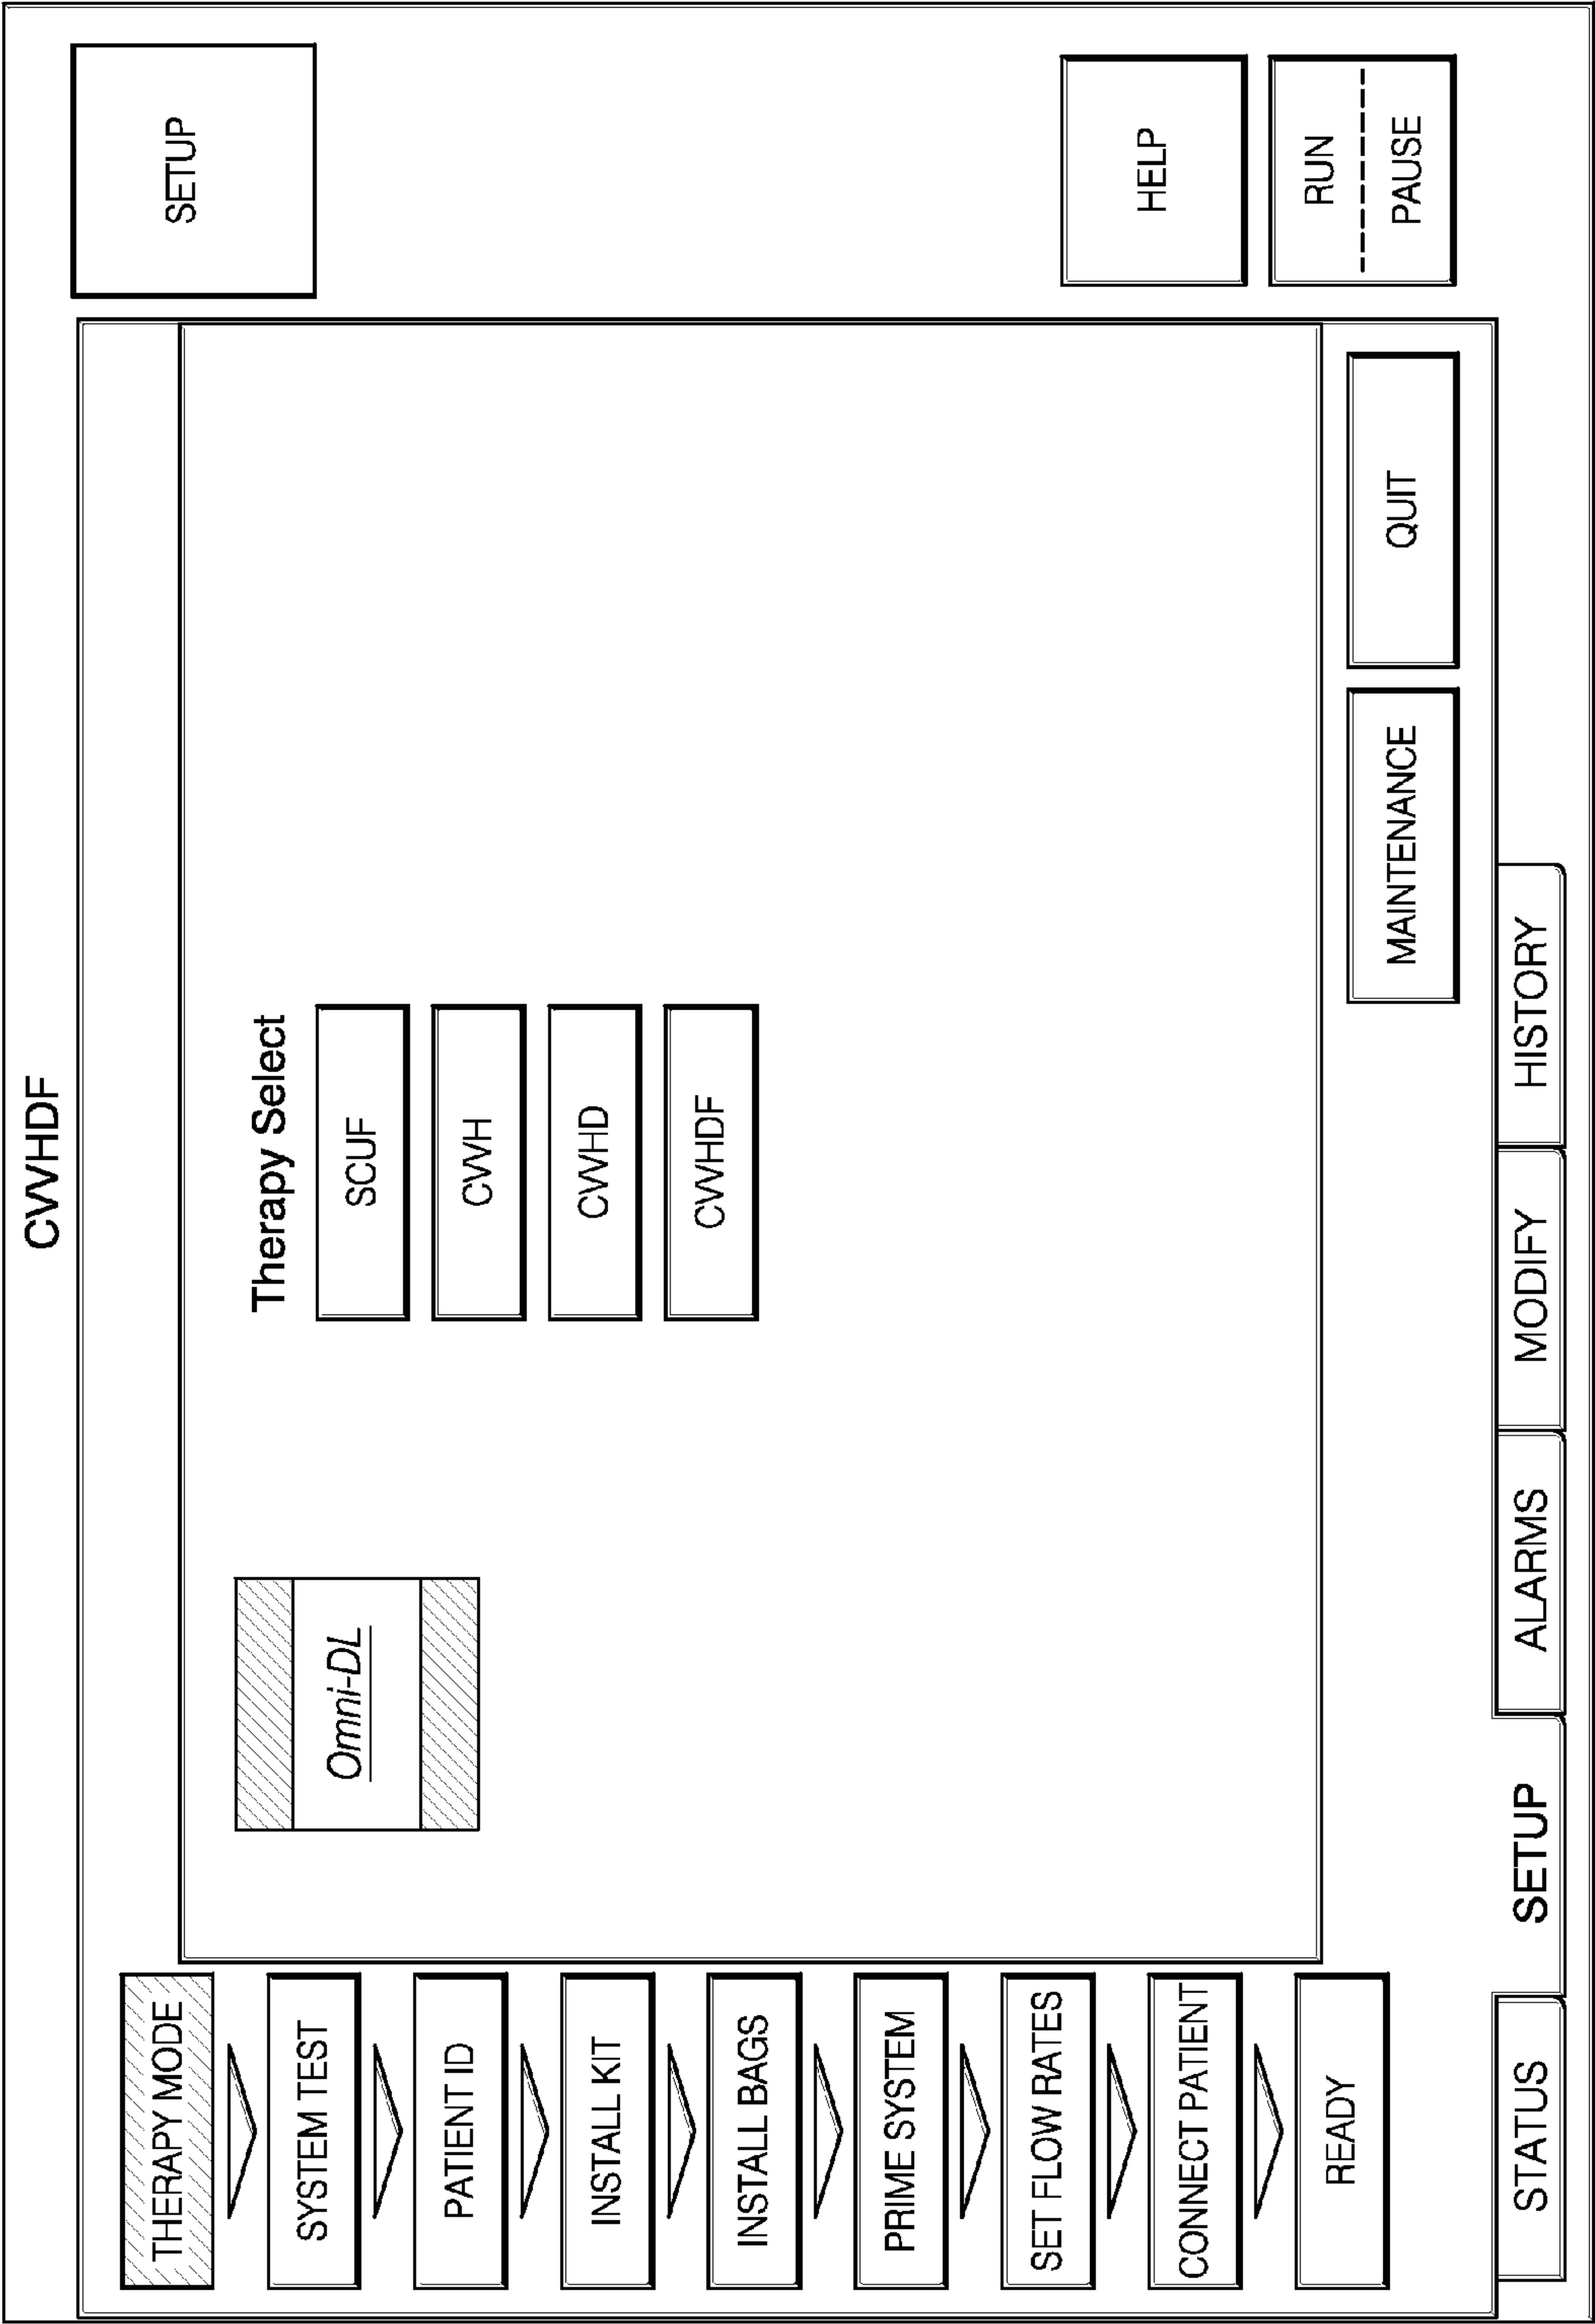 CVVHDF
SETUP
THERAPY MODE
SYSTEM TEST
PATIENT ID
INSTALL KIT
INSTALL BAGS
PRIME SYSTEM
SET FLOW RATES
CONNECT PATIENT
READY
Omni-DL
Therapy Select
SCUF
CVVH
CVVHD
CVVHDF
MAINTENANCE
QUIT
HELP
RUN
PAUSE
STATUS
SETUP
ALARMS
MODIFY
HISTORY